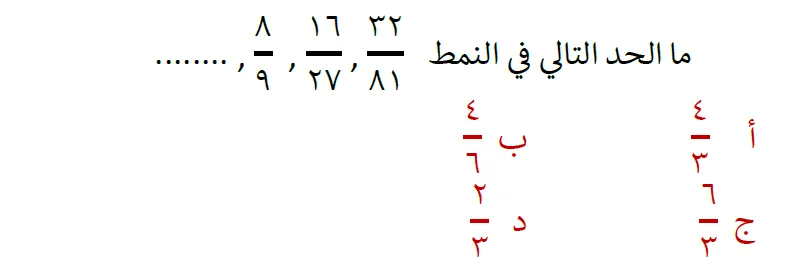 ما الحد التالي في النمط ٣٢/٨١ , ١٦/٢٧ , ٨/٩ , ........
أ ٤/٣ ب ٤/٦
ج ٦/٣ د ٢/٣